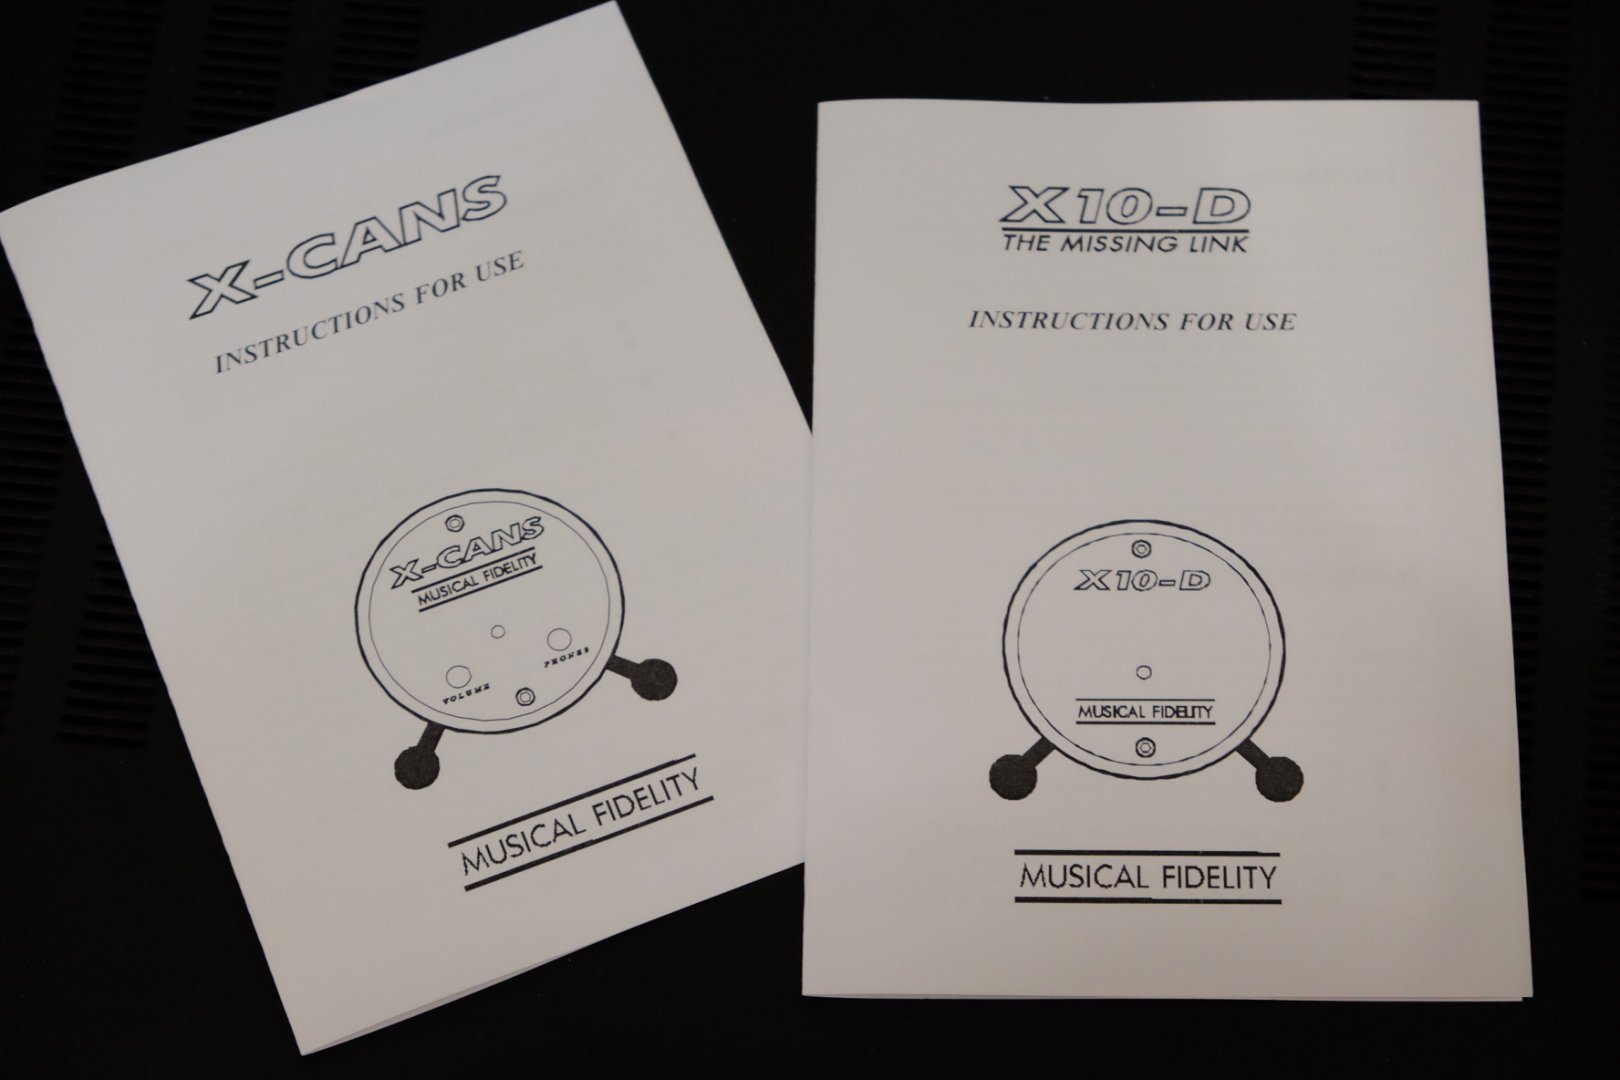 X-CANS
INSTRUCTIONS FOR USE
X-CANS
MUSICAL FIDELITY
VOLUME
PHONES
MUSICAL FIDELITY
X10-D
THE MISSING LINK
INSTRUCTIONS FOR USE
X10-D
MUSICAL FIDELITY
MUSICAL FIDELITY